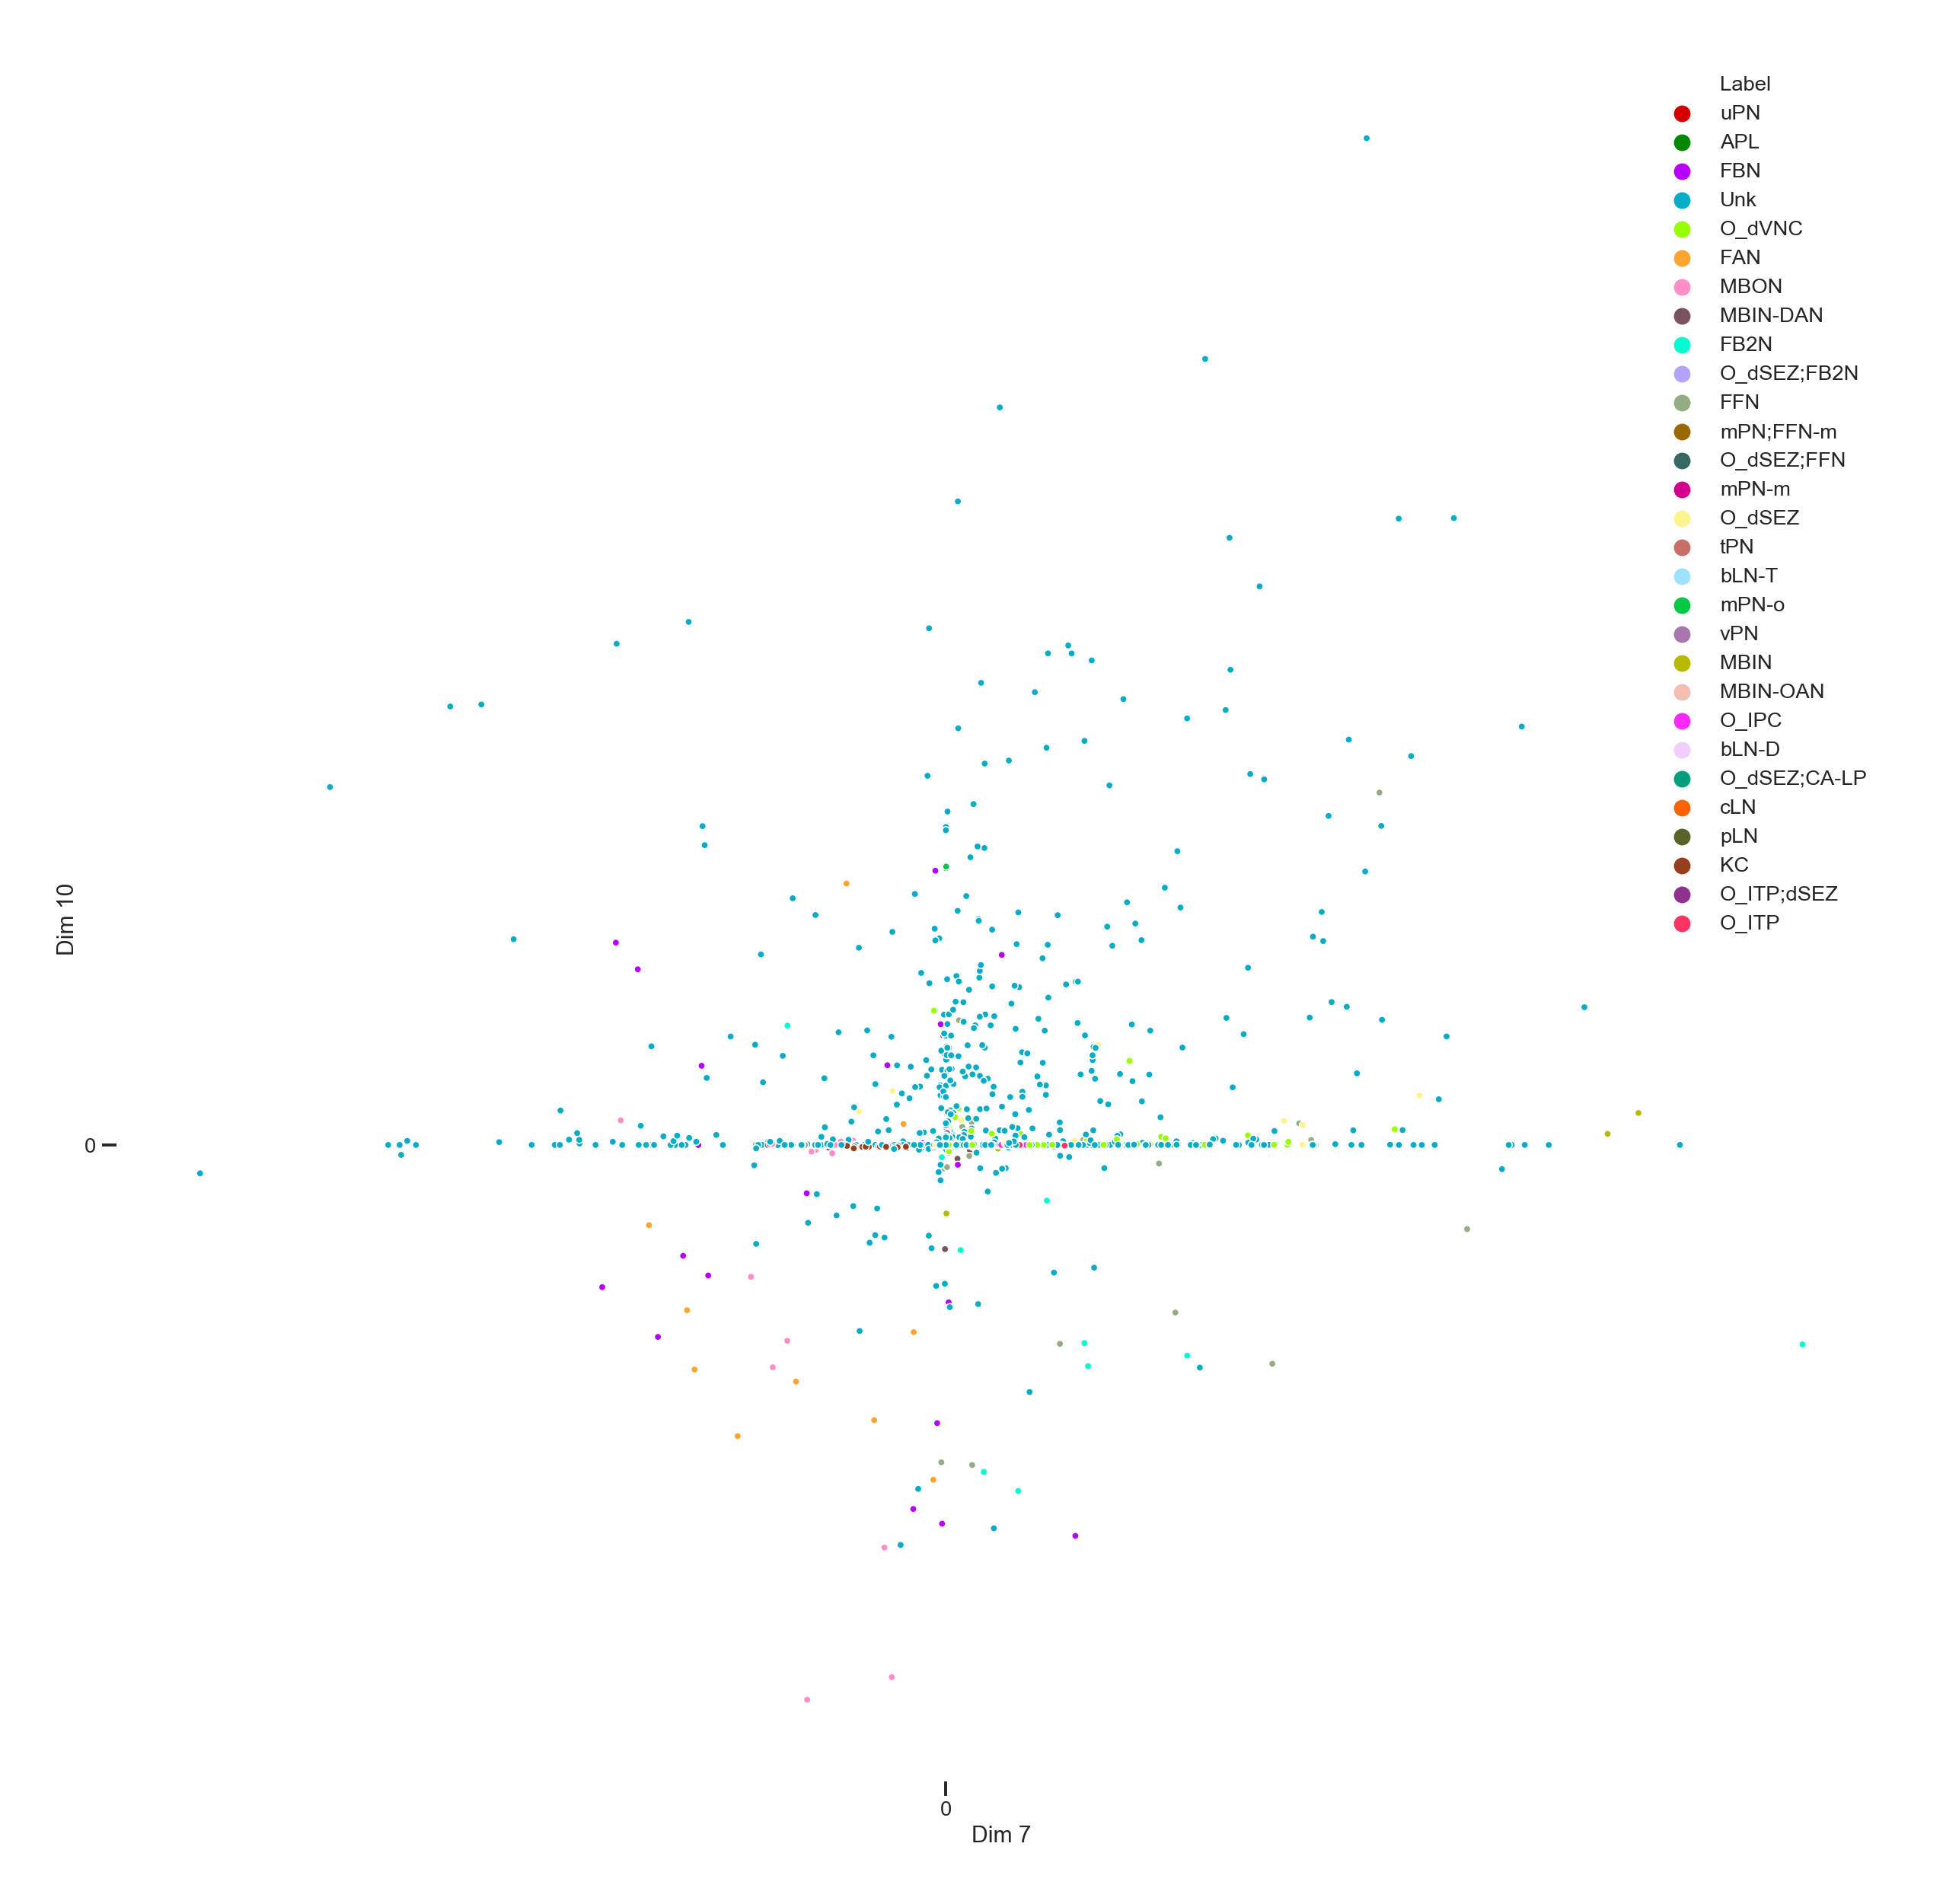 Label
uPN
APL
FBN
Unk
O_dVNC
FAN
MBON
MBIN-DAN
FB2N
O_dSEZ;FB2N
FFN
mPN;FFN-m
O_dSEZ;FFN
mPN-m
O_dSEZ
tPN
bLN-T
mPN-o
vPN
MBIN
MBIN-OAN
O_IPC
bLN-D
O_dSEZ;CA-LP
cLN
pLN
KC
O_ITP;dSEZ
O_ITP
Dim 10
0
0
Dim 7